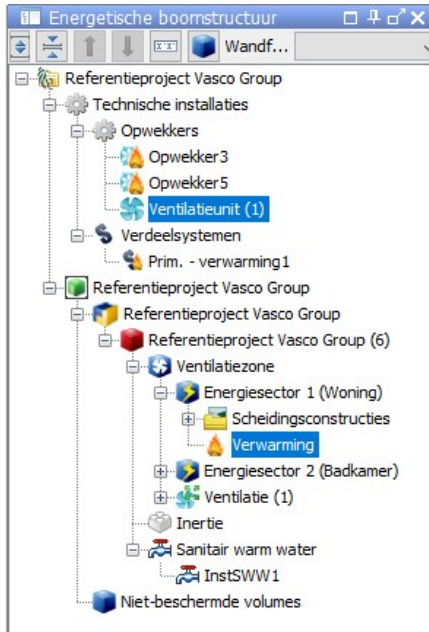 Energetische boomstructuur
Wandf...
Referentieproject Vasco Group
Technische installaties
Opwekkers
Opwekker3
Opwekker5
Ventilatieunit (1)
Verdeelsystemen
Prim. - verwarming1
Referentieproject Vasco Group
Referentieproject Vasco Group
Referentieproject Vasco Group (6)
Ventilatiezone
Energiesector 1 (Woning)
Scheidingsconstructies
Verwarming
Energiesector 2 (Badkamer)
Ventilatie (1)
Inertie
Sanitair warm water
InstSWW1
Niet-beschermde volumes